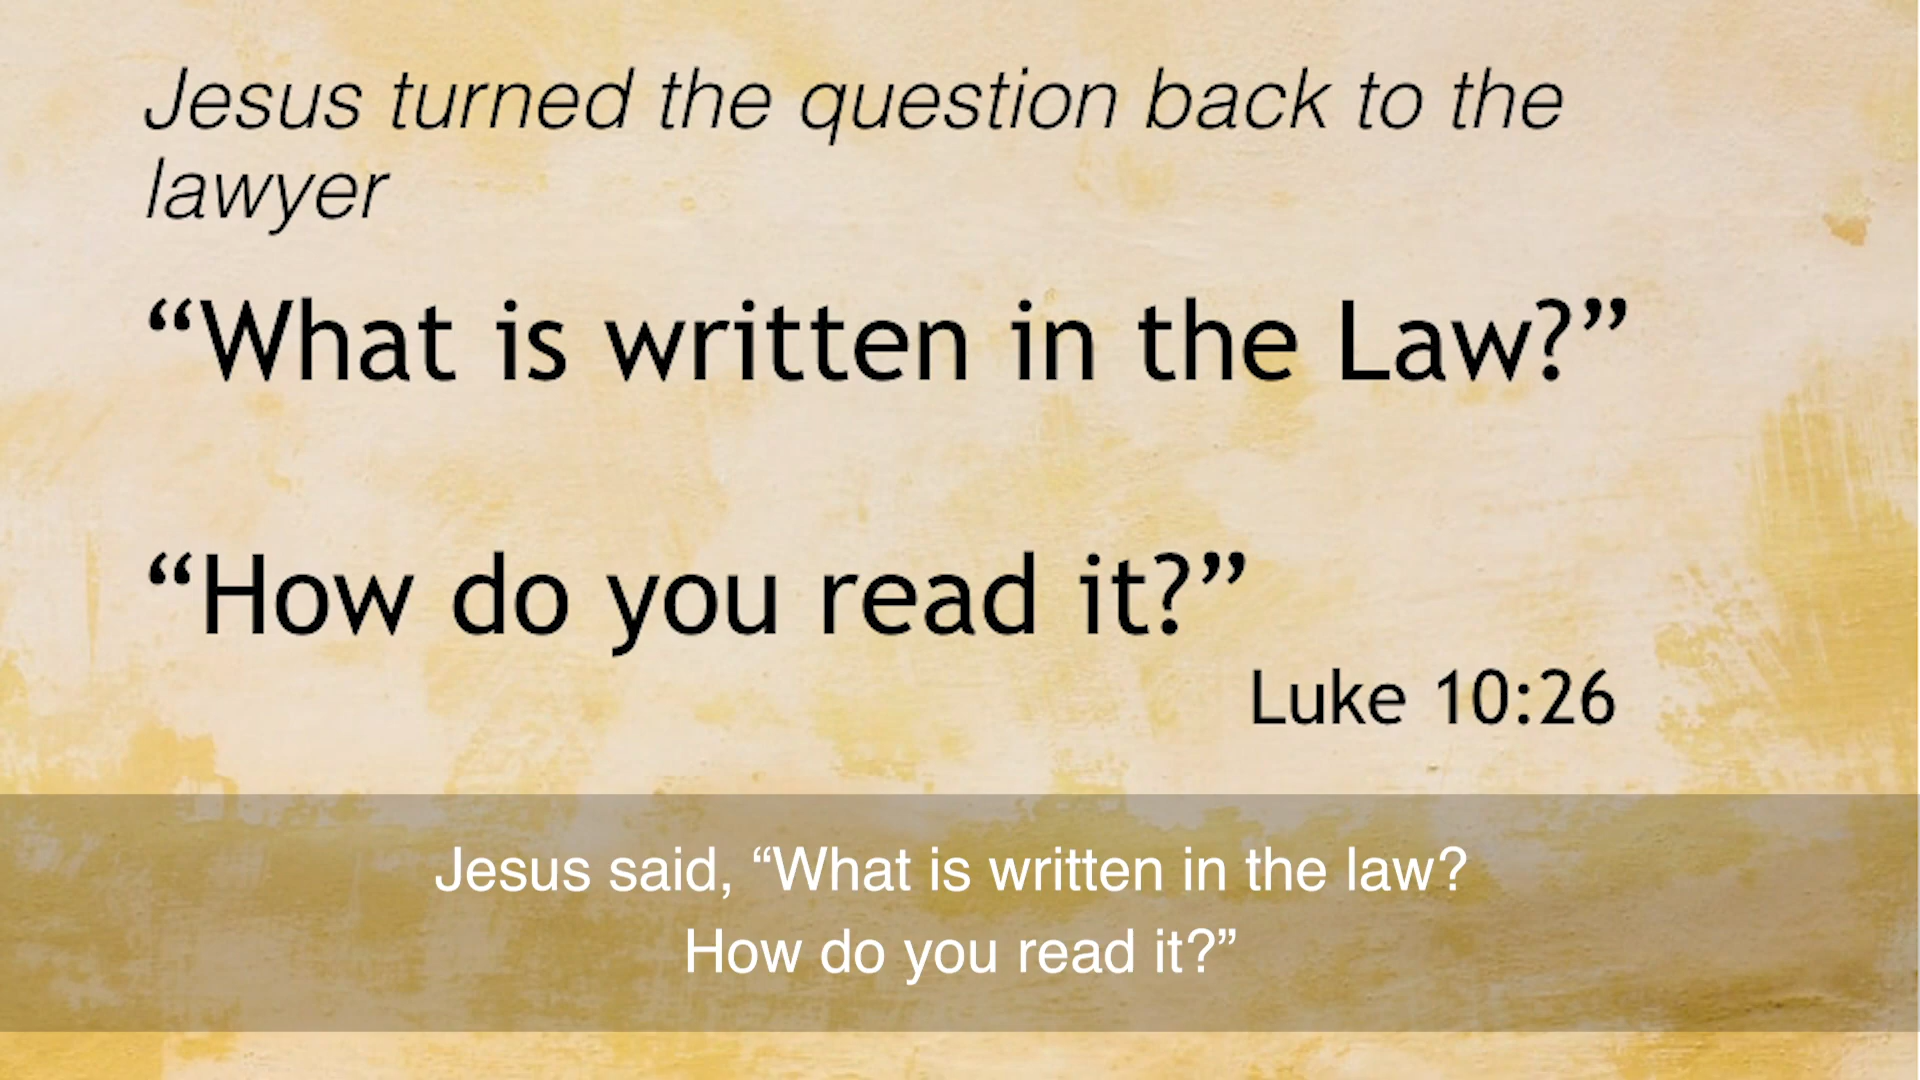 Jesus turned the question back to the
lawyer
“What is written in the Law?”
“How do you read it?”
Luke 10:26
Jesus said, “What is written in the law?
How do you read it?”